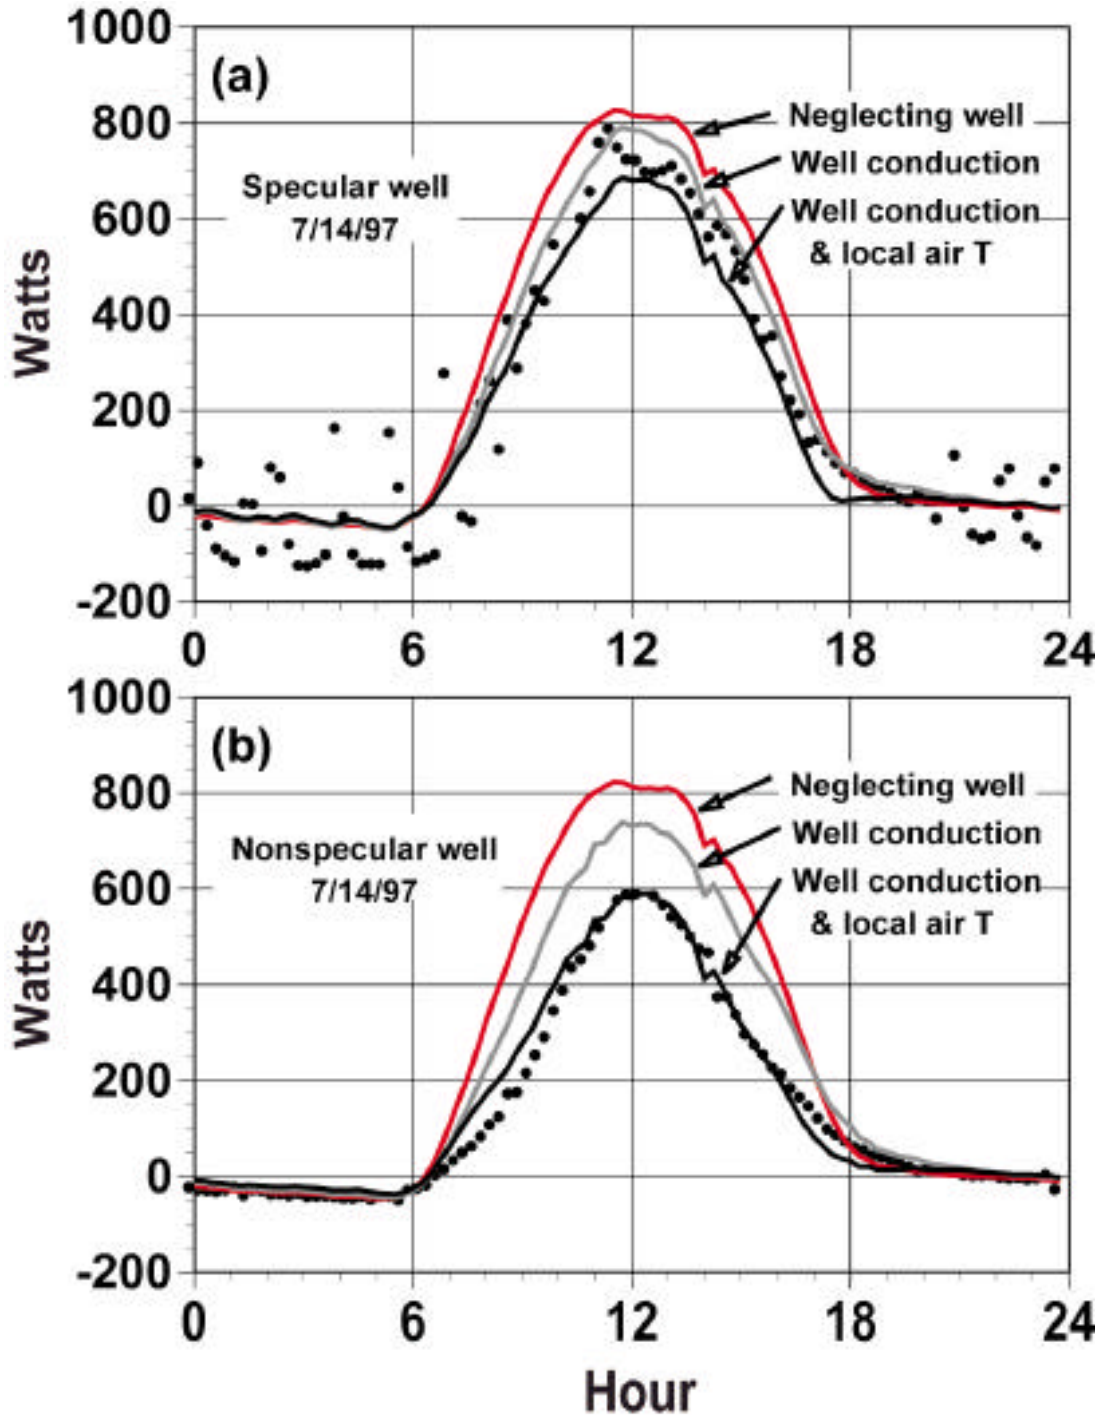 1000
(a)
800
Neglecting well
Well conduction
Specular well
7/14/97
600
Well conduction
& local air T
Watts
400
200
0
-200
0 6 12 18 24
1000
(b)
800
Neglecting well
Well conduction
Nonspecular well
7/14/97
600
Well conduction
& local air T
Watts
400
200
0
-200
0 6 12 18 24
Hour